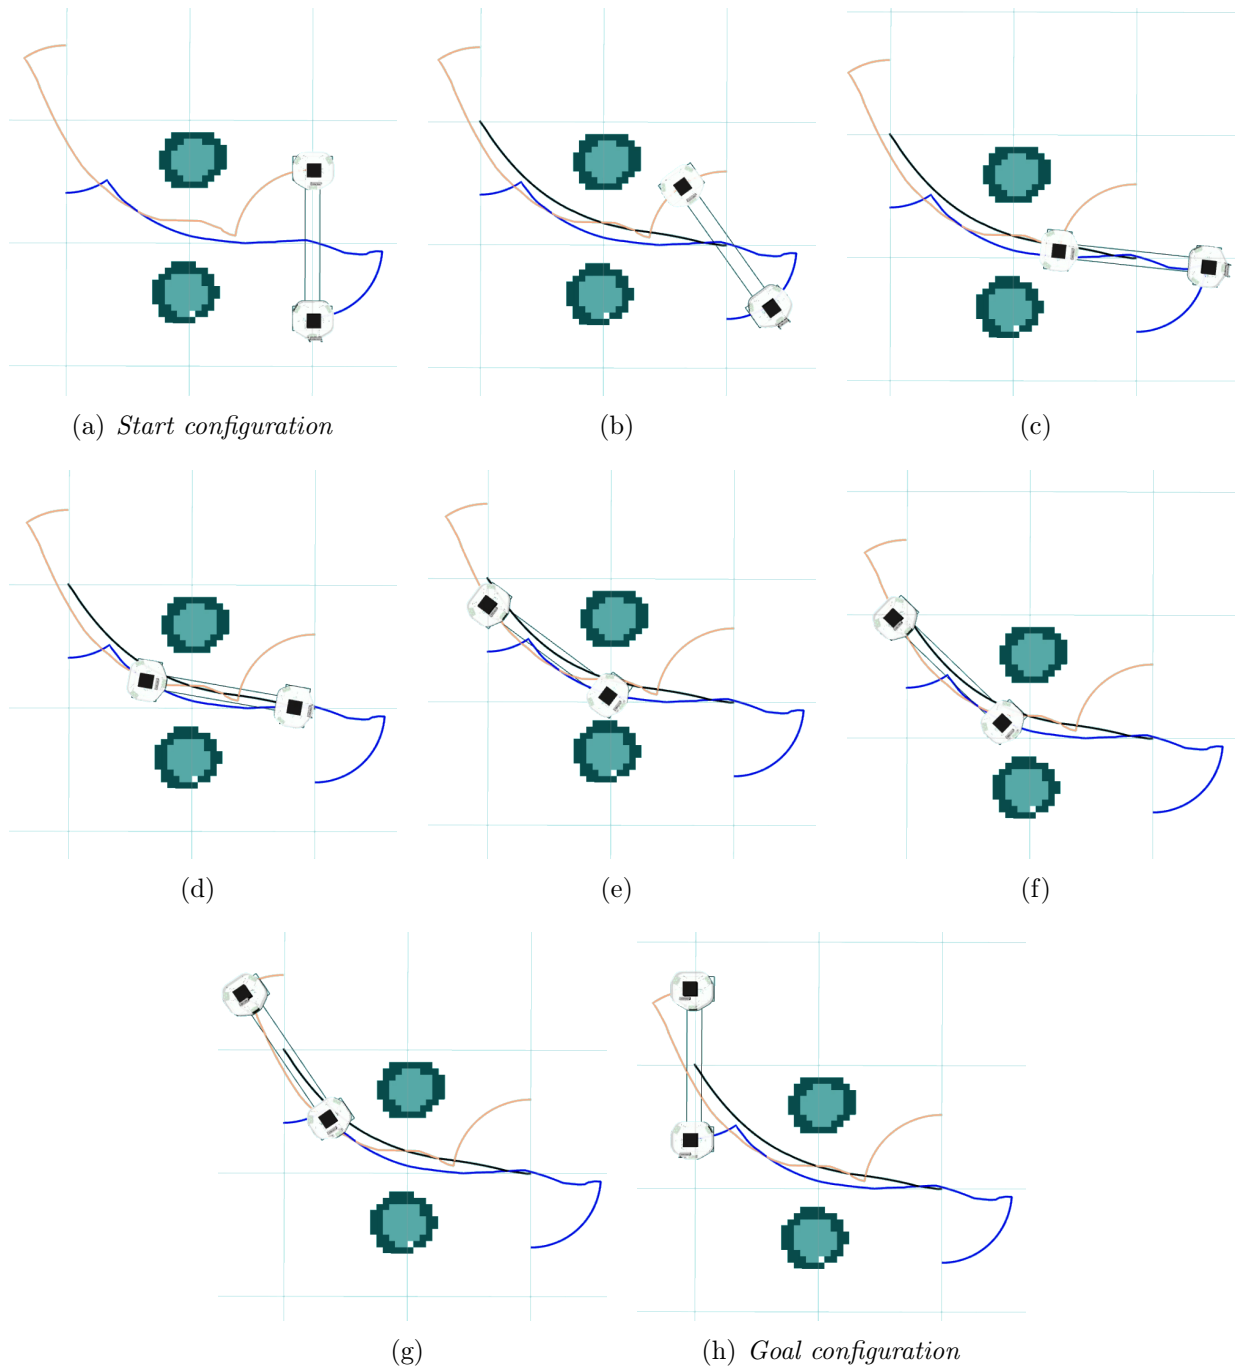 (a) Start configuration
(b)
(c)
(d)
(e)
(f)
(g)
(h) Goal configuration